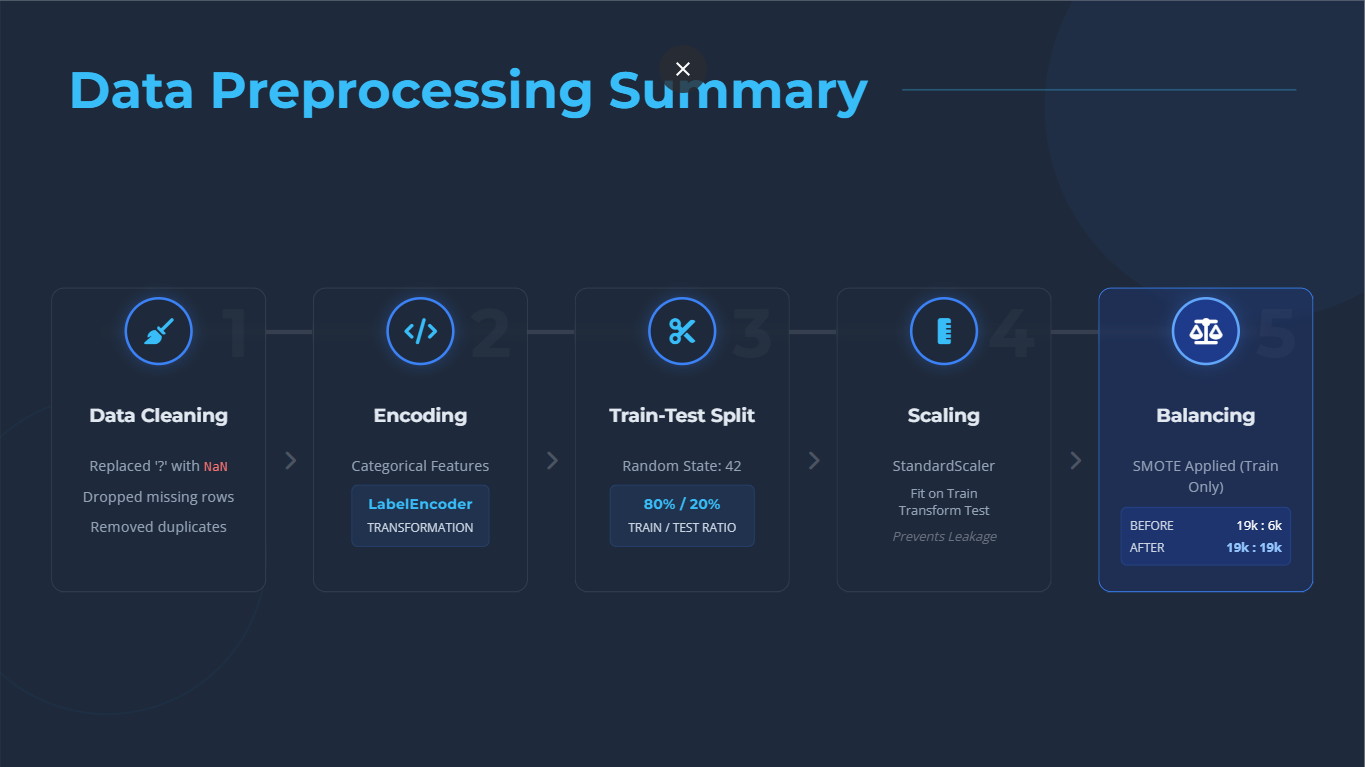 Data Preprocessing Summary
1
Data Cleaning
Replaced '?' with NaN
Dropped missing rows
Removed duplicates
2
Encoding
Categorical Features
LabelEncoder
TRANSFORMATION
3
Train-Test Split
Random State: 42
80% / 20%
TRAIN / TEST RATIO
4
Scaling
StandardScaler
Fit on Train
Transform Test
Prevents Leakage
5
Balancing
SMOTE Applied (Train
Only)
BEFORE 19k : 6k
AFTER 19k : 19k